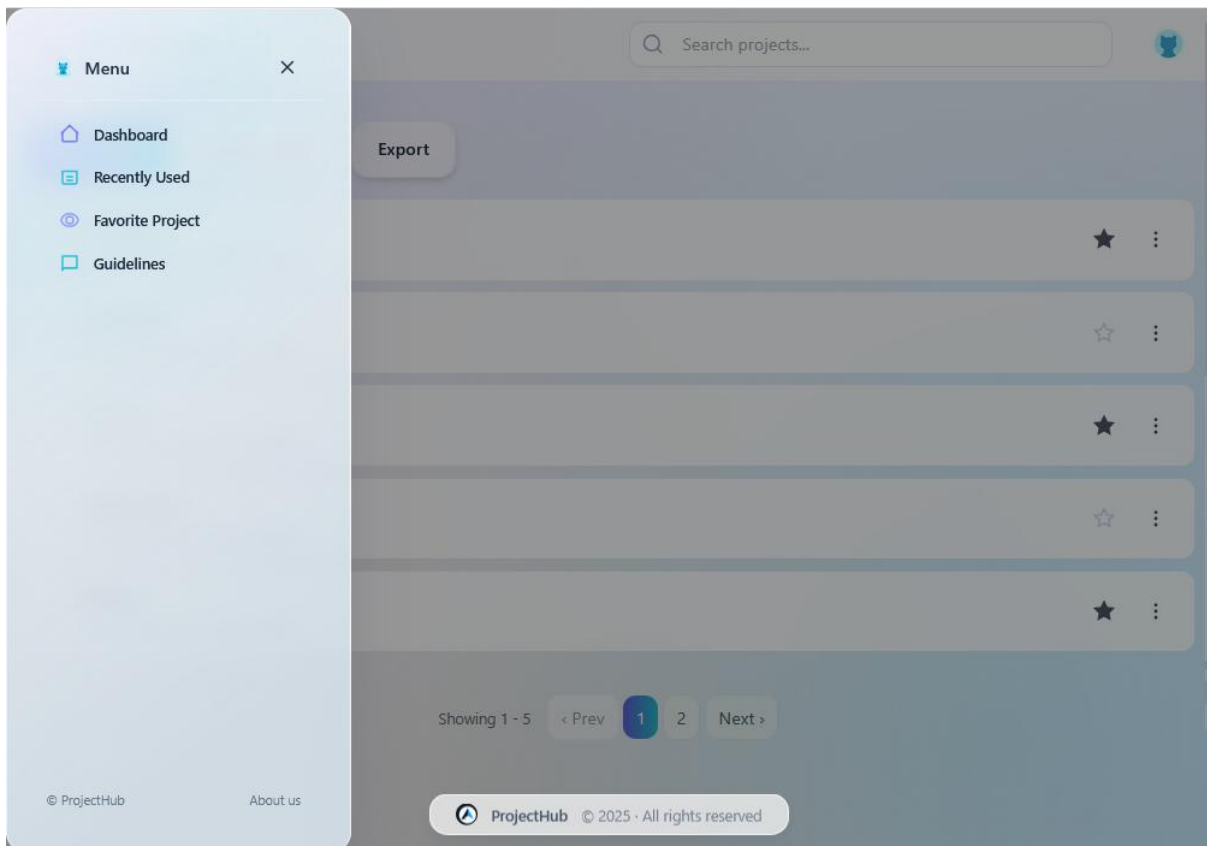 Menu
Dashboard
Recently Used
Favorite Project
Guidelines
© ProjectHub About us
Search projects...
Export
Showing 1 - 5 ‹ Prev 1 2 Next ›
ProjectHub © 2025 · All rights reserved